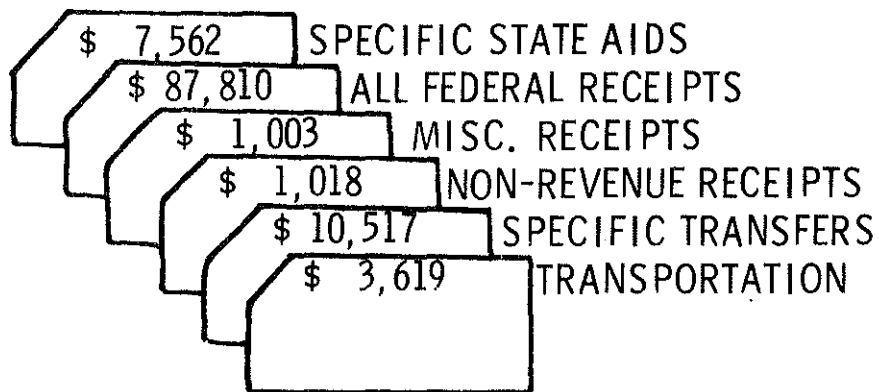 $ 7,562 SPECIFIC STATE AIDS
$ 87,810 ALL FEDERAL RECEIPTS
$ 1,003 MISC. RECEIPTS
$ 1,018 NON-REVENUE RECEIPTS
$ 10,517 SPECIFIC TRANSFERS
$ 3,619 TRANSPORTATION